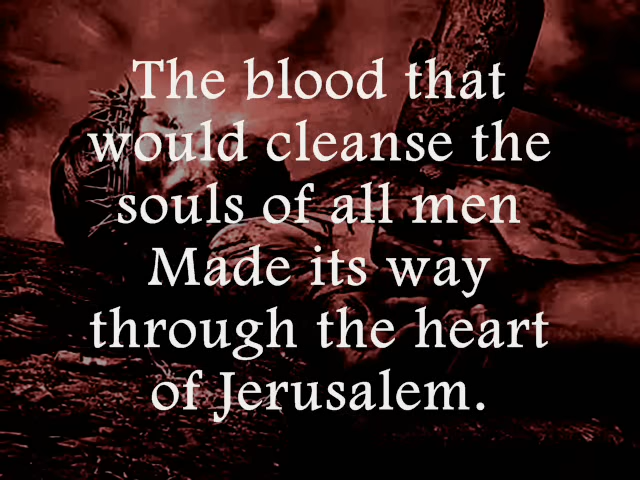 The blood that
would cleanse the
souls of all men
Made its way
through the heart
of Jerusalem.